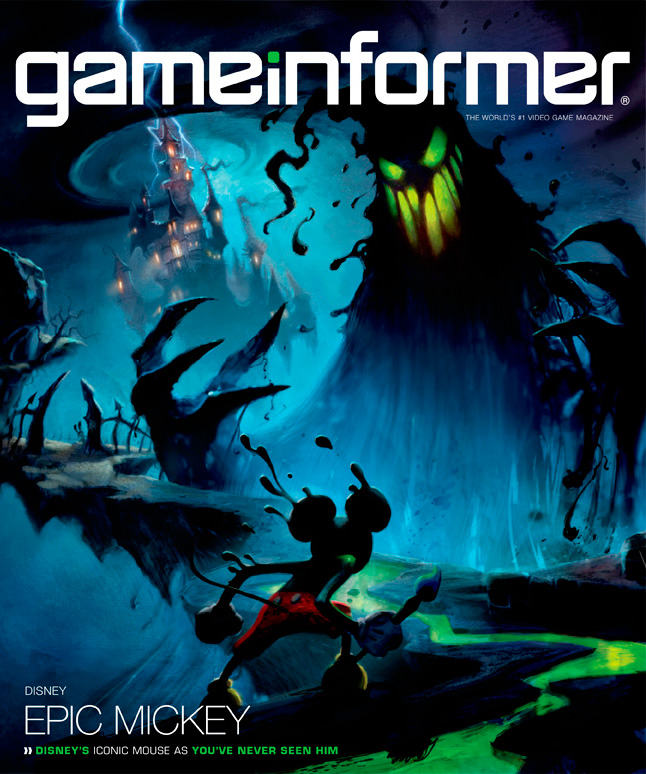 gameinformer®
THE WORLD'S #1 VIDEO GAME MAGAZINE
DISNEY
EPIC MICKEY
›› DISNEY'S ICONIC MOUSE AS YOU'VE NEVER SEEN HIM